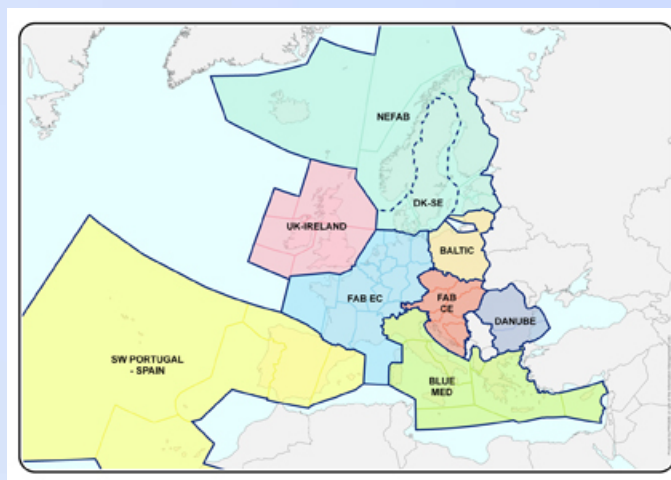 NEFAB
DK-SE
UK-IRELAND
BALTIC
FAB EC
FAB
CE
DANUBE
SW PORTUGAL
- SPAIN
BLUE
MED